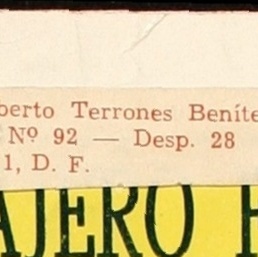 berto Terrones Beníte
Nº 92 — Desp. 28
1, D. F.
AJERO